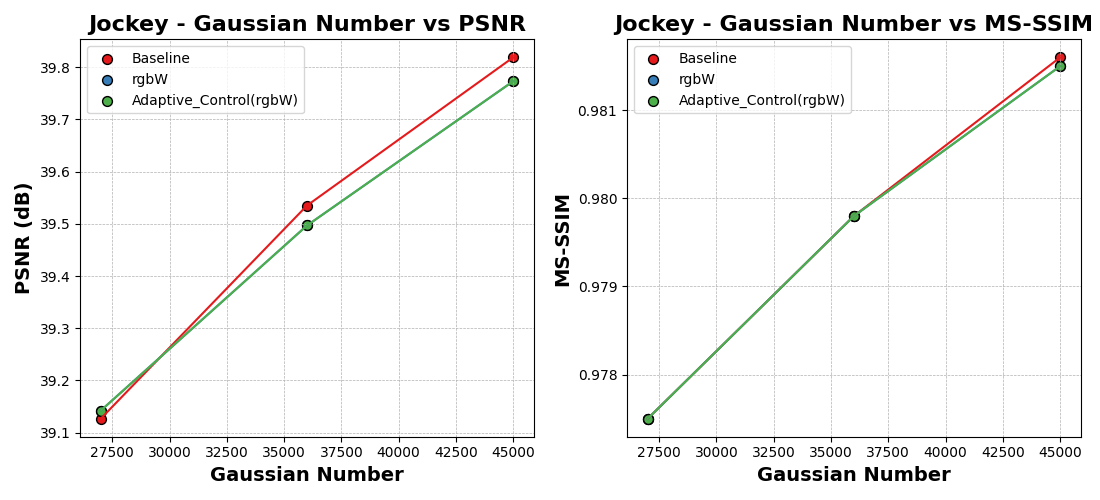 Jockey - Gaussian Number vs PSNR
Baseline
rgbW
Adaptive_Control(rgbW)
39.8
39.7
39.6
39.5
39.4
39.3
39.2
39.1
PSNR (dB)
27500 30000 32500 35000 37500 40000 42500 45000
Gaussian Number
Jockey - Gaussian Number vs MS-SSIM
Baseline
rgbW
Adaptive_Control(rgbW)
0.981
0.980
0.979
0.978
MS-SSIM
27500 30000 32500 35000 37500 40000 42500 45000
Gaussian Number